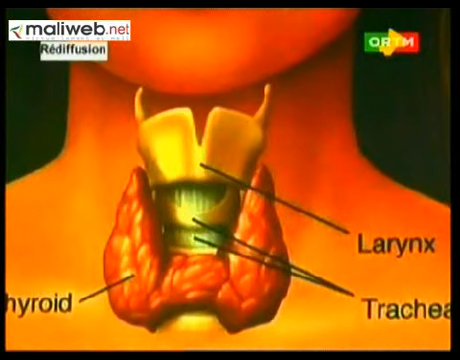 maliweb.net
Rédiffusion
ORTM
Larynx
hyroid
Trachea